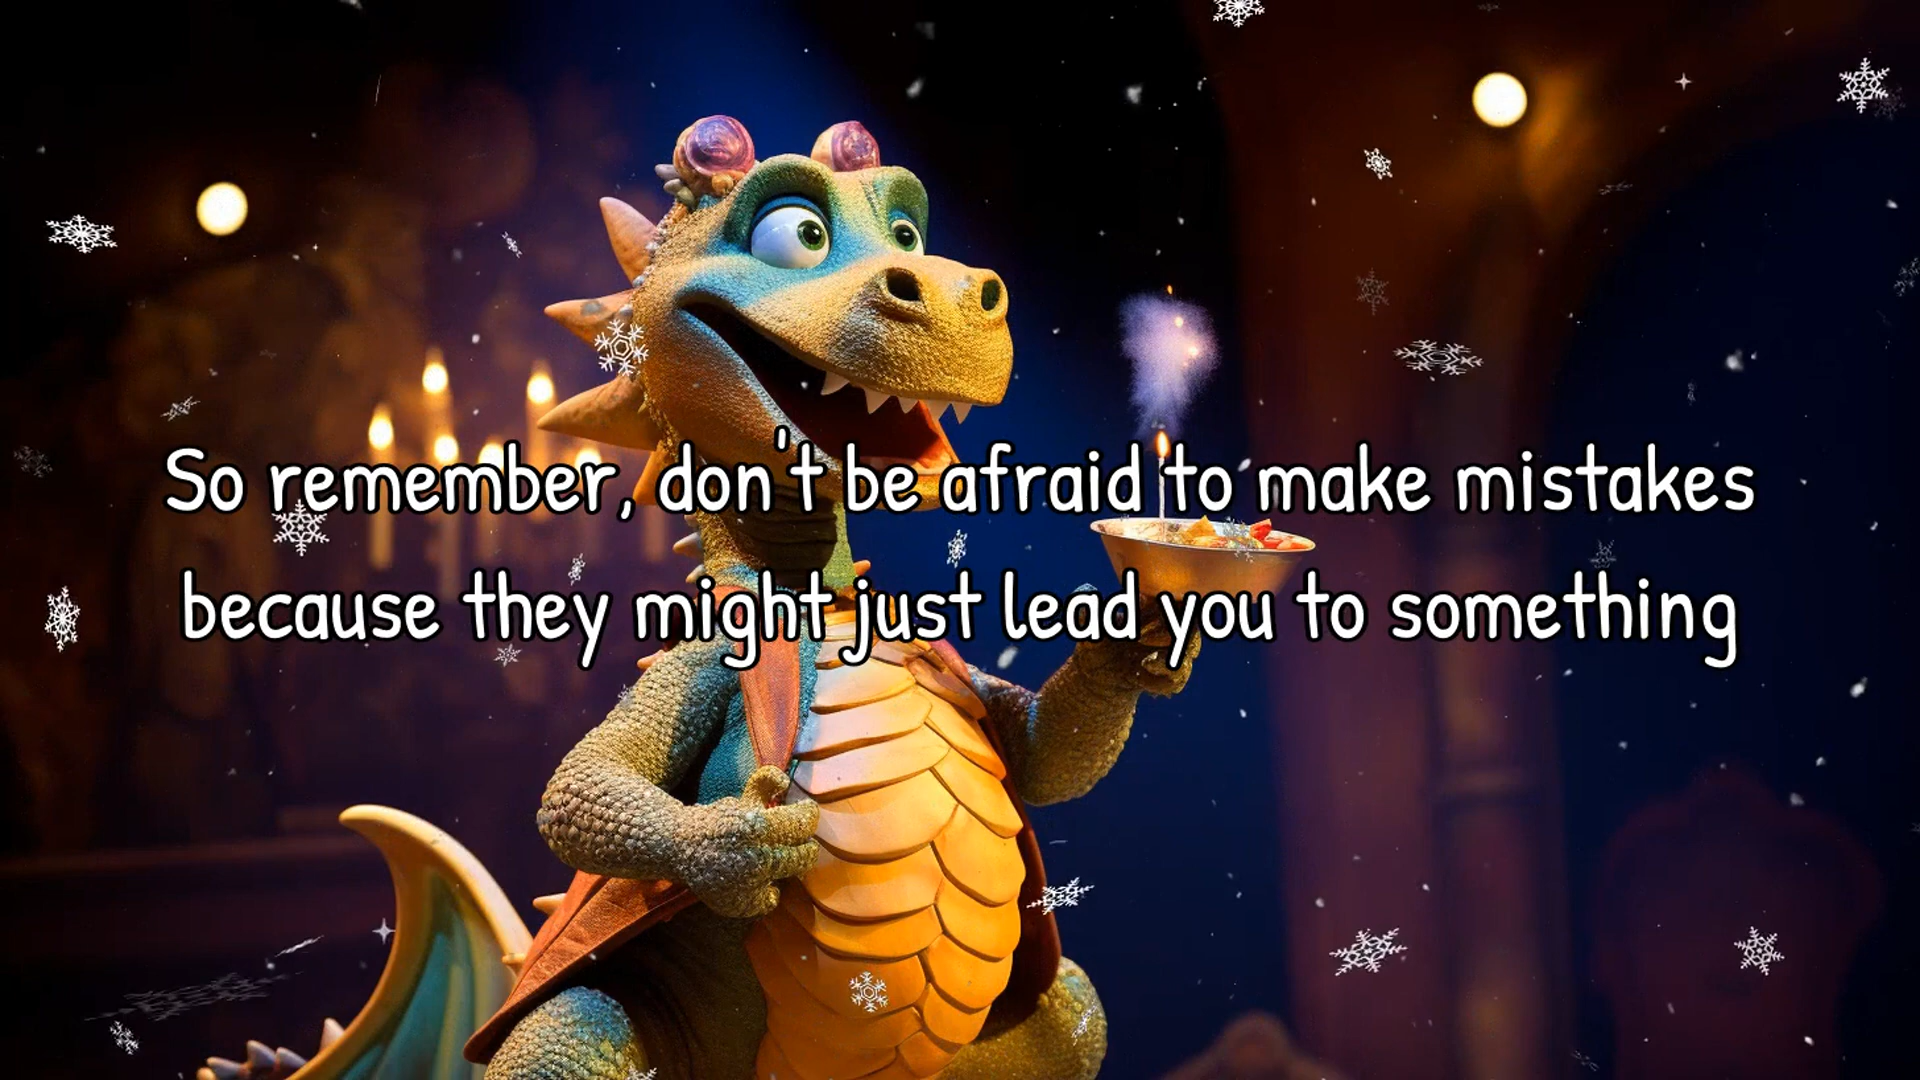 So remember, don't be afraid to make mistakes
because they might just lead you to something